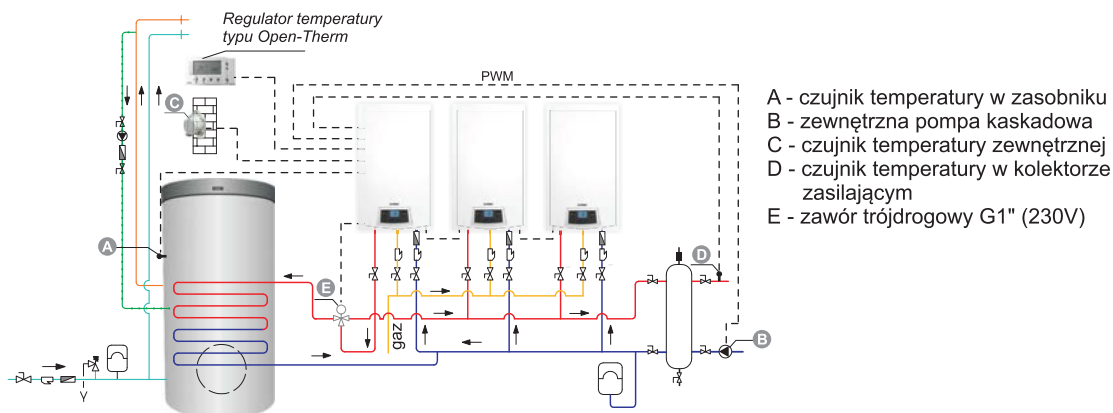 Regulator temperatury
typu Open-Therm
PWM
C
A
E
D
B
gaz
A - czujnik temperatury w zasobniku
B - zewnętrzna pompa kaskadowa
C - czujnik temperatury zewnętrznej
D - czujnik temperatury w kolektorze
zasilającym
E - zawór trójdrogowy G1" (230V)